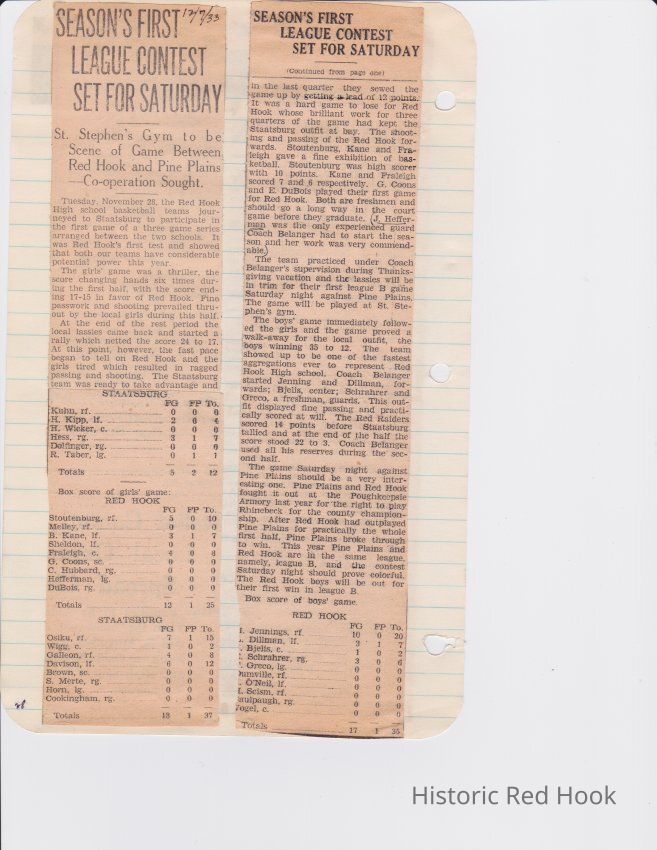 SEASON'S FIRST
12/7/33
LEAGUE CONTEST
SET FOR SATURDAY
St. Stephen's Gym to be
Scene of Game Between
Red Hook and Pine Plains
—Co-operation Sought.
Tuesday, November 28, the Red Hook
High school basketball teams jour-
neyed to Staatsburg to participate in
the first game of a three game series
arranged between the two schools. It
was Red Hook's first test and showed
that both our teams have considerable
potential power this year.
The girls' game was a thriller, the
score changing hands six times dur-
ing the first half, with the score end-
ing 17-15 in favor of Red Hook. Fine
passwork and shooting prevailed thru-
out by the local girls during this half.
At the end of the rest period the
local lassies came back and started a
rally which netted the score 24 to 17.
At this point, however, the fast pace
began to tell on Red Hook and the
girls tired which resulted in ragged
passing and shooting. The Staatsburg
team was ready to take advantage and
STAATSBURG
FG FP To.
Kuhn, rf. 0 0 0
H. Kipp, lf. 2 0 4
H. Wicker, c. 0 0 0
Hess, rg. 3 1 7
Dolfinger, rg. 0 0 0
R. Taber, lg. 0 1 1
Totals 5 2 12
Box score of girls' game:
RED HOOK
FG FP To.
Stoutenburg, rf. 5 0 10
Melley, rf. 0 0 0
B. Kane, lf. 3 1 7
Sheldon, lf. 0 0 0
Fraleigh, c. 4 0 8
G. Coons, sc. 0 0 0
C. Hubbard, rg. 0 0 0
Hefferman, lg. 0 0 0
DuBois, rg. 0 0 0
Totals 12 1 25
STAATSBURG
FG FP To.
Osiku, rf. 7 1 15
Wigg, c. 1 0 2
Galleon, rf. 4 0 8
Davison, lf. 6 0 12
Brown, sc. 0 0 0
S. Merte, rg. 0 0 0
Horn, lg. 0 0 0
Cookingham, rg. 0 0 0
Totals 18 1 37
SEASON'S FIRST
LEAGUE CONTEST
SET FOR SATURDAY
(Continued from page one)
in the last quarter they sewed the
game up by getting a lead of 12 points.
It was a hard game to lose for Red
Hook whose brilliant work for three
quarters of the game had kept the
Staatsburg outfit at bay. The shoot-
ing and passing of the Red Hook for-
wards. Stoutenburg, Kane and Fra-
leigh gave a fine exhibition of bas-
ketball. Stoutenburg was high scorer
with 10 points. Kane and Fraleigh
scored 7 and 8 respectively. G. Coons
and E. DuBois played their first game
for Red Hook. Both are freshmen and
should go a long way in the court
game before they graduate. (J. Heffer-
man was the only experienced guard
Coach Belanger had to start the sea-
son and her work was very commend-
able.)
The team practiced under Coach
Belanger's supervision during Thanks-
giving vacation and the lassies will be
in trim for their first league B game
Saturday night against Pine Plains.
The game will be played at St. Ste-
phen's gym.
The boys' game immediately follow-
ed the girls and the game proved a
walk-away for the local outfit, the
boys winning 35 to 12. The team
showed up to be one of the fastest
aggregations ever to represent Red
Hook High school. Coach Belanger
started Jenning and Dillman, for-
wards; Bjells, center; Schrahrer and
Greco, a freshman, guards. This out-
fit displayed fine passing and practi-
cally scored at will. The Red Raiders
scored 14 points before Staatsburg
tallied and at the end of the half the
score stood 22 to 3. Coach Belanger
used all his reserves during the sec-
ond half.
The game Saturday night against
Pine Plains should be a very inter-
esting one. Pine Plains and Red Hook
fought it out at the Poughkeepsie
Armory last year for the right to play
Rhinebeck for the county champion-
ship. After Red Hook had outplayed
Pine Plains for practically the whole
first half, Pine Plains broke through
to win. This year Pine Plains and
Red Hook are in the same league,
namely, league B, and the contest
Saturday night should prove colorful.
The Red Hook boys will be out for
their first win in league B.
Box score of boys' game.
RED HOOK
FG FP To.
Jennings, rf. 10 0 20
Dillman, lf. 3 1 7
Bjells, c. 1 0 2
Schrahrer, rg. 3 0 6
Greco, lg. 0 0 0
umville, rf. 0 0 0
O'Neil, lf. 0 0 0
Scism, rf. 0 0 0
aulpaugh, rg. 0 0 0
ogel, c. 0 0 0
Totals 17 1 35
Historic Red Hook